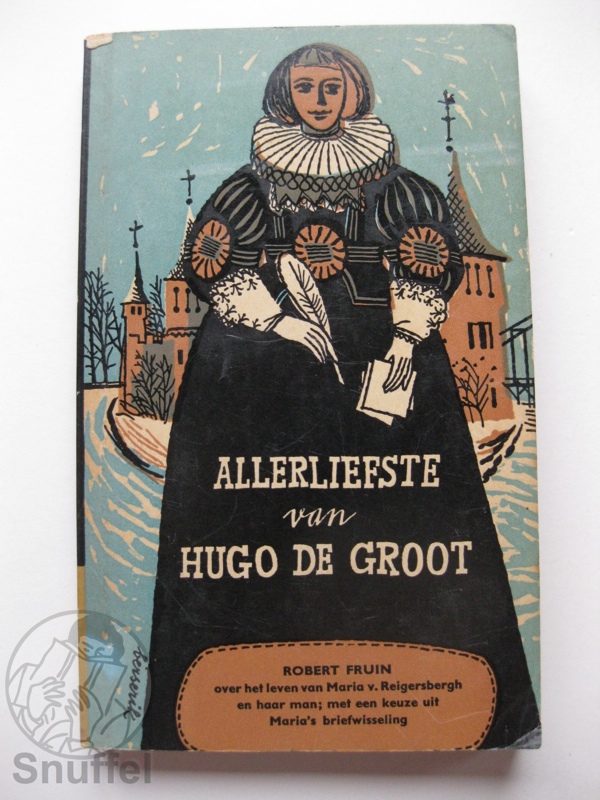 ALLERLIEFSTE
van
HUGO DE GROOT
ROBERT FRUIN
over het leven van Maria v. Reigersbergh
en haar man; met een keuze uit
Maria's briefwisseling
berserik
Snuffel